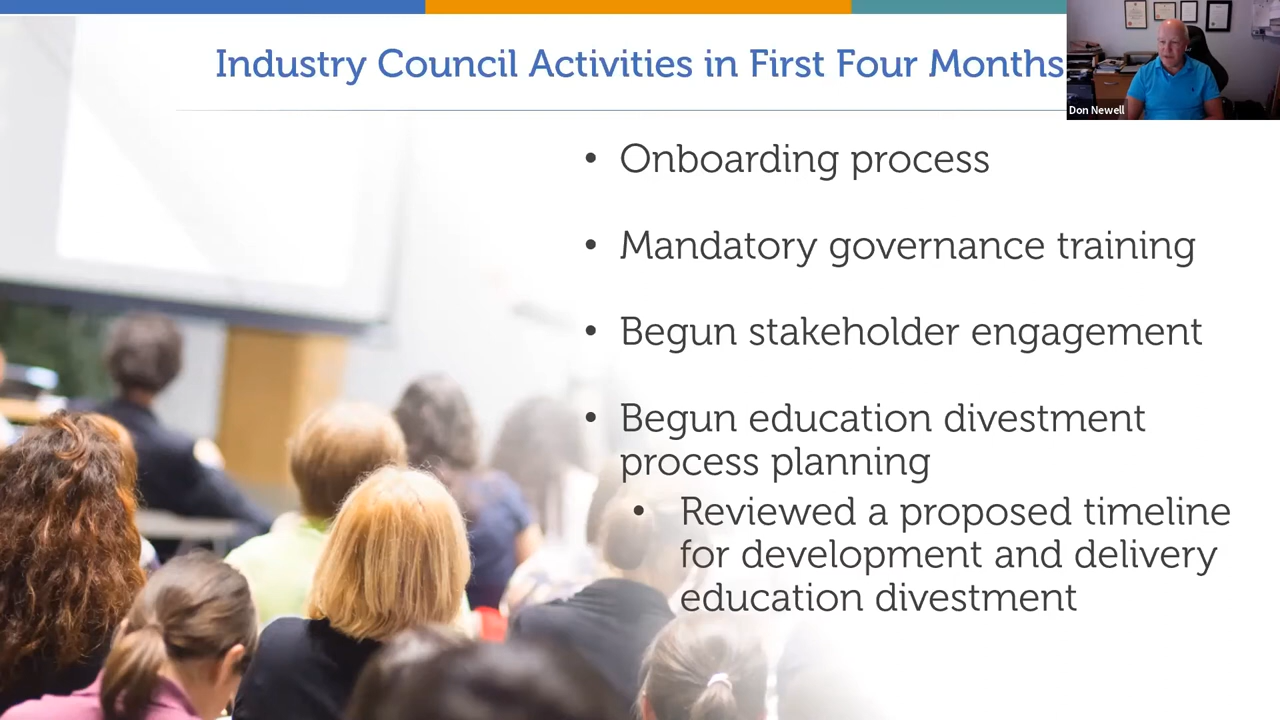 Industry Council Activities in First Four Months
Don Newell
• Onboarding process
• Mandatory governance training
• Begun stakeholder engagement
• Begun education divestment
process planning
• Reviewed a proposed timeline
for development and delivery
education divestment